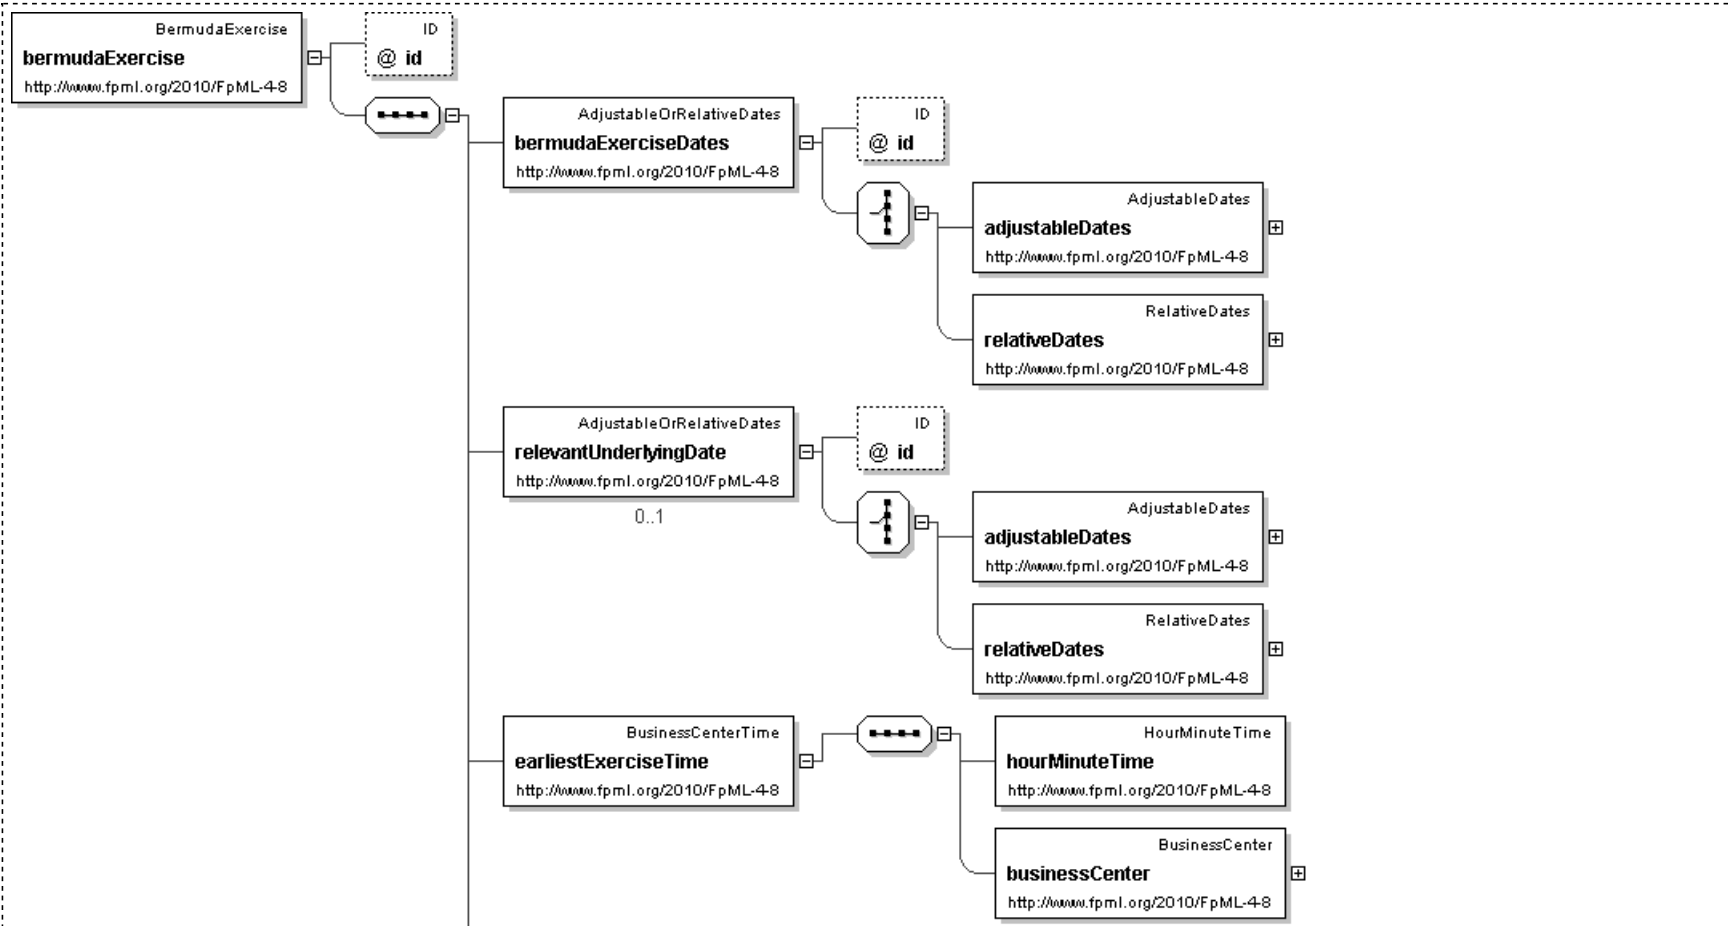 BermudaExercise
bermudaExercise
http://www.fpml.org/2010/FpML-4-8
ID
@ id
AdjustableOrRelativeDates
bermudaExerciseDates
http://www.fpml.org/2010/FpML-4-8
ID
@ id
AdjustableDates
adjustableDates
http://www.fpml.org/2010/FpML-4-8
RelativeDates
relativeDates
http://www.fpml.org/2010/FpML-4-8
AdjustableOrRelativeDates
relevantUnderlyingDate
http://www.fpml.org/2010/FpML-4-8
0..1
ID
@ id
AdjustableDates
adjustableDates
http://www.fpml.org/2010/FpML-4-8
RelativeDates
relativeDates
http://www.fpml.org/2010/FpML-4-8
BusinessCenterTime
earliestExerciseTime
http://www.fpml.org/2010/FpML-4-8
HourMinuteTime
hourMinuteTime
http://www.fpml.org/2010/FpML-4-8
BusinessCenter
businessCenter
http://www.fpml.org/2010/FpML-4-8